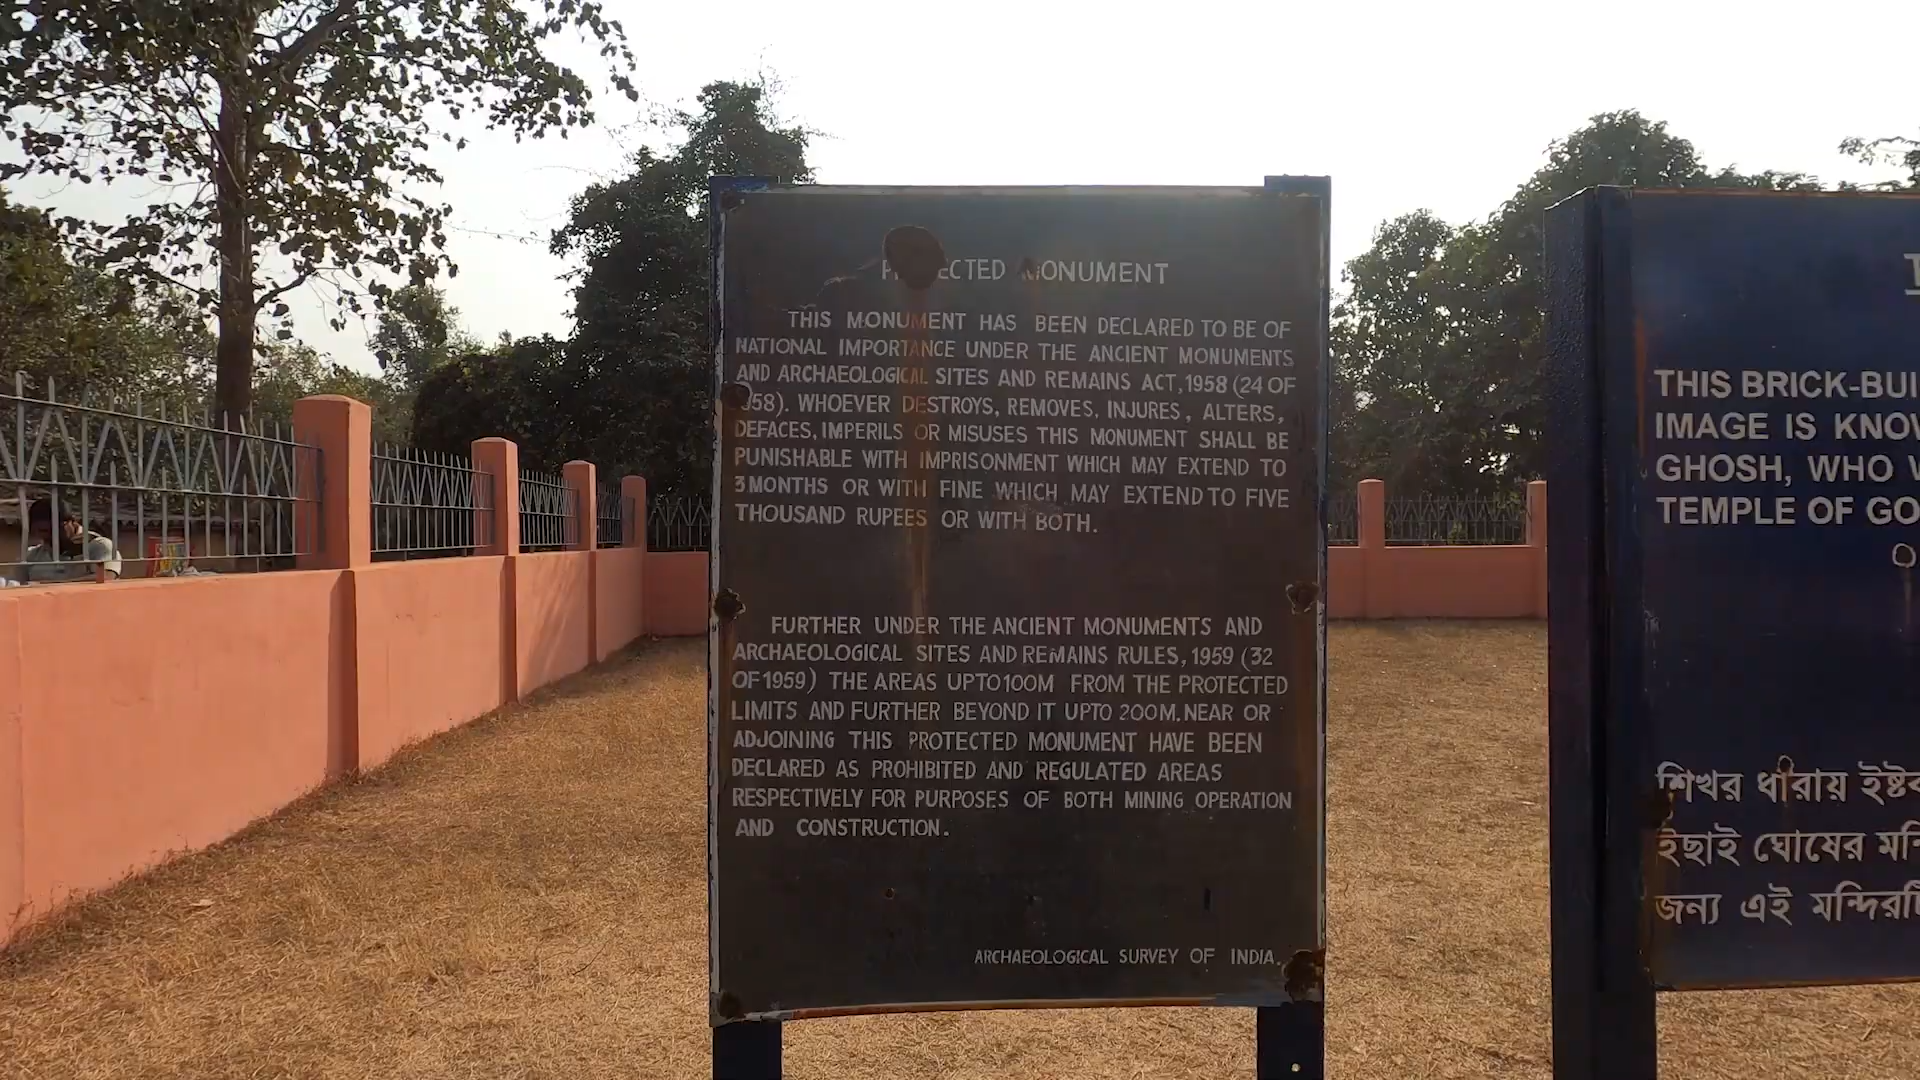 MONUMENT
THIS MONUMENT HAS BEEN DECLARED TO BE OF
NATIONAL IMPORTANCE UNDER THE ANCIENT MONUMENTS
AND ARCHAEOLOGICAL SITES AND REMAINS ACT, 1958 (24 OF
958). WHOEVER DESTROYS, REMOVES, INJURES, ALTERS,
DEFACES, IMPERILS OR MISUSES THIS MONUMENT SHALL BE
PUNISHABLE WITH IMPRISONMENT WHICH MAY EXTEND TO
3 MONTHS OR WITH FINE WHICH MAY EXTEND TO FIVE
THOUSAND RUPEES OR WITH BOTH.
FURTHER UNDER THE ANCIENT MONUMENTS AND
ARCHAEOLOGICAL SITES AND REMAINS RULES, 1959 (32
OF 1959) THE AREAS UPTO 100M FROM THE PROTECTED
LIMITS AND FURTHER BEYOND IT UPTO 200M. NEAR OR
ADJOINING THIS PROTECTED MONUMENT HAVE BEEN
DECLARED AS PROHIBITED AND REGULATED AREAS
RESPECTIVELY FOR PURPOSES OF BOTH MINING OPERATION
AND CONSTRUCTION.
ARCHAEOLOGICAL SURVEY OF INDIA.
THIS BRICK-BUI
IMAGE IS KNOW
GHOSH, WHO
TEMPLE OF GO
শিখর ধারায় ইষ্ট
ইছাই ঘোষের মন্দি
জন্য এই মন্দিরটি